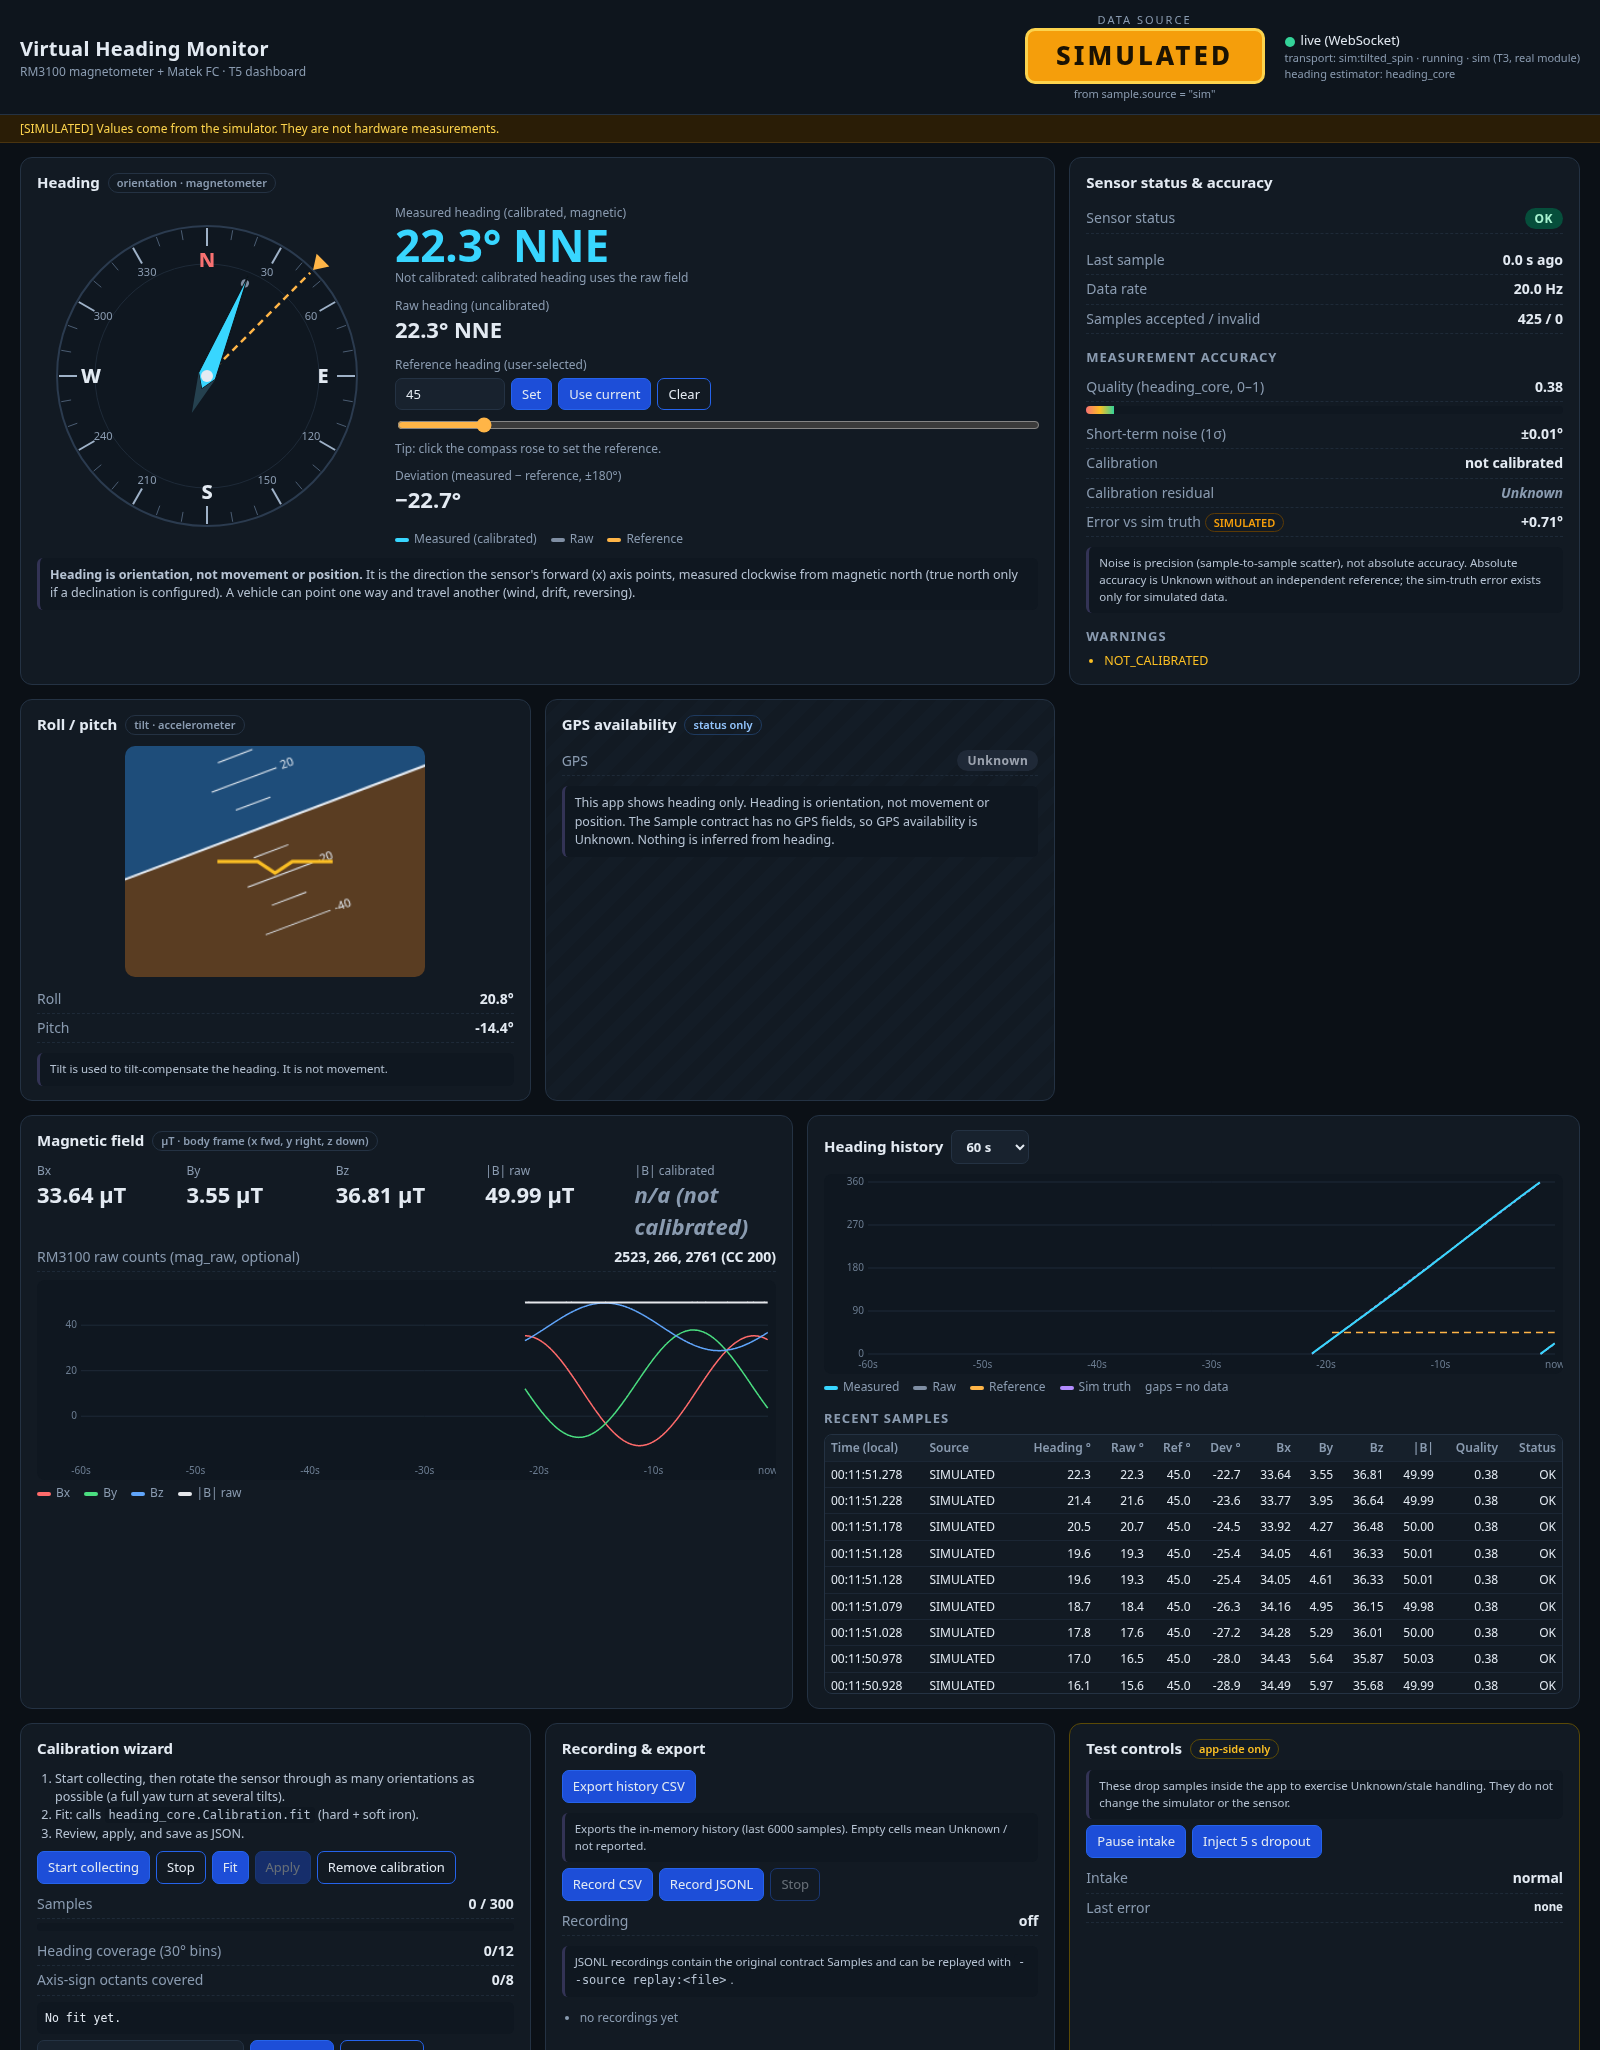 Virtual Heading Monitor
RM3100 magnetometer + Matek FC · T5 dashboard
DATA SOURCE
SIMULATED
from sample.source = "sim"
live (WebSocket)
transport: sim:tilted_spin · running · sim (T3, real module)
heading estimator: heading_core
[SIMULATED] Values come from the simulator. They are not hardware measurements.
Heading orientation · magnetometer
N
30
60
E
120
150
S
210
240
W
300
330
Measured heading (calibrated, magnetic)
22.3° NNE
Not calibrated: calibrated heading uses the raw field
Raw heading (uncalibrated)
22.3° NNE
Reference heading (user-selected)
45 Set Use current Clear
Tip: click the compass rose to set the reference.
Deviation (measured − reference, ±180°)
−22.7°
Measured (calibrated) Raw Reference
Heading is orientation, not movement or position. It is the direction the sensor's forward (x) axis points, measured clockwise from magnetic north (true north only
if a declination is configured). A vehicle can point one way and travel another (wind, drift, reversing).
Sensor status & accuracy
Sensor status OK
Last sample 0.0 s ago
Data rate 20.0 Hz
Samples accepted / invalid 425 / 0
MEASUREMENT ACCURACY
Quality (heading_core, 0–1) 0.38
Short-term noise (1σ) ±0.01°
Calibration not calibrated
Calibration residual Unknown
Error vs sim truth SIMULATED +0.71°
Noise is precision (sample-to-sample scatter), not absolute accuracy. Absolute
accuracy is Unknown without an independent reference; the sim-truth error exists
only for simulated data.
WARNINGS
• NOT_CALIBRATED
Roll / pitch tilt · accelerometer
20
-20
-40
Roll 20.8°
Pitch -14.4°
Tilt is used to tilt-compensate the heading. It is not movement.
GPS availability status only
GPS Unknown
This app shows heading only. Heading is orientation, not movement or
position. The Sample contract has no GPS fields, so GPS availability is
Unknown. Nothing is inferred from heading.
Magnetic field µT · body frame (x fwd, y right, z down)
Bx By Bz |B| raw |B| calibrated
33.64 µT 3.55 µT 36.81 µT 49.99 µT n/a (not
calibrated)
RM3100 raw counts (mag_raw, optional) 2523, 266, 2761 (CC 200)
40
20
0
-60s -50s -40s -30s -20s -10s now
Bx By Bz |B| raw
Heading history 60 s
360
270
180
90
0
-60s -50s -40s -30s -20s -10s now
Measured Raw Reference Sim truth gaps = no data
RECENT SAMPLES
Time (local) Source Heading ° Raw ° Ref ° Dev ° Bx By Bz |B| Quality Status
00:11:51.278 SIMULATED 22.3 22.3 45.0 -22.7 33.64 3.55 36.81 49.99 0.38 OK
00:11:51.228 SIMULATED 21.4 21.6 45.0 -23.6 33.77 3.95 36.64 49.99 0.38 OK
00:11:51.178 SIMULATED 20.5 20.7 45.0 -24.5 33.92 4.27 36.48 50.00 0.38 OK
00:11:51.128 SIMULATED 19.6 19.3 45.0 -25.4 34.05 4.61 36.33 50.01 0.38 OK
00:11:51.128 SIMULATED 19.6 19.3 45.0 -25.4 34.05 4.61 36.33 50.01 0.38 OK
00:11:51.079 SIMULATED 18.7 18.4 45.0 -26.3 34.16 4.95 36.15 49.98 0.38 OK
00:11:51.028 SIMULATED 17.8 17.6 45.0 -27.2 34.28 5.29 36.01 50.00 0.38 OK
00:11:50.978 SIMULATED 17.0 16.5 45.0 -28.0 34.43 5.64 35.87 50.03 0.38 OK
00:11:50.928 SIMULATED 16.1 15.6 45.0 -28.9 34.49 5.97 35.68 49.99 0.38 OK
Calibration wizard
1. Start collecting, then rotate the sensor through as many orientations as
possible (a full yaw turn at several tilts).
2. Fit: calls heading_core.Calibration.fit (hard + soft iron).
3. Review, apply, and save as JSON.
Start collecting Stop Fit Apply Remove calibration
Samples 0 / 300
Heading coverage (30° bins) 0/12
Axis-sign octants covered 0/8
No fit yet.
Recording & export
Export history CSV
Exports the in-memory history (last 6000 samples). Empty cells mean Unknown /
not reported.
Record CSV Record JSONL Stop
Recording off
JSONL recordings contain the original contract Samples and can be replayed with -
-source replay:<file> .
• no recordings yet
Test controls app-side only
These drop samples inside the app to exercise Unknown/stale handling. They do not
change the simulator or the sensor.
Pause intake Inject 5 s dropout
Intake normal
Last error none